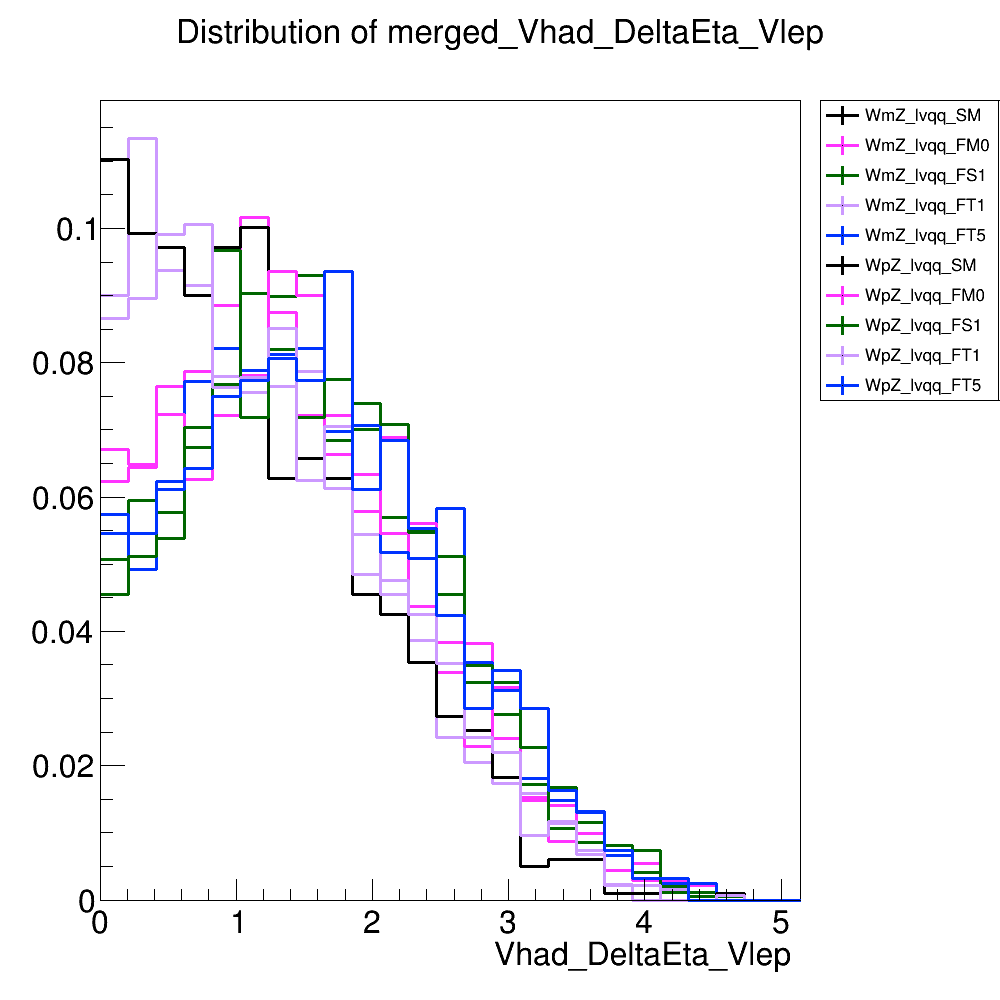 Distribution of merged_Vhad_DeltaEta_Vlep
WmZ_lvqq_SM
WmZ_lvqq_FM0
WmZ_lvqq_FS1
WmZ_lvqq_FT1
WmZ_lvqq_FT5
WpZ_lvqq_SM
WpZ_lvqq_FM0
WpZ_lvqq_FS1
WpZ_lvqq_FT1
WpZ_lvqq_FT5
0.1
0.08
0.06
0.04
0.02
0
0 1 2 3 4 5
Vhad_DeltaEta_Vlep